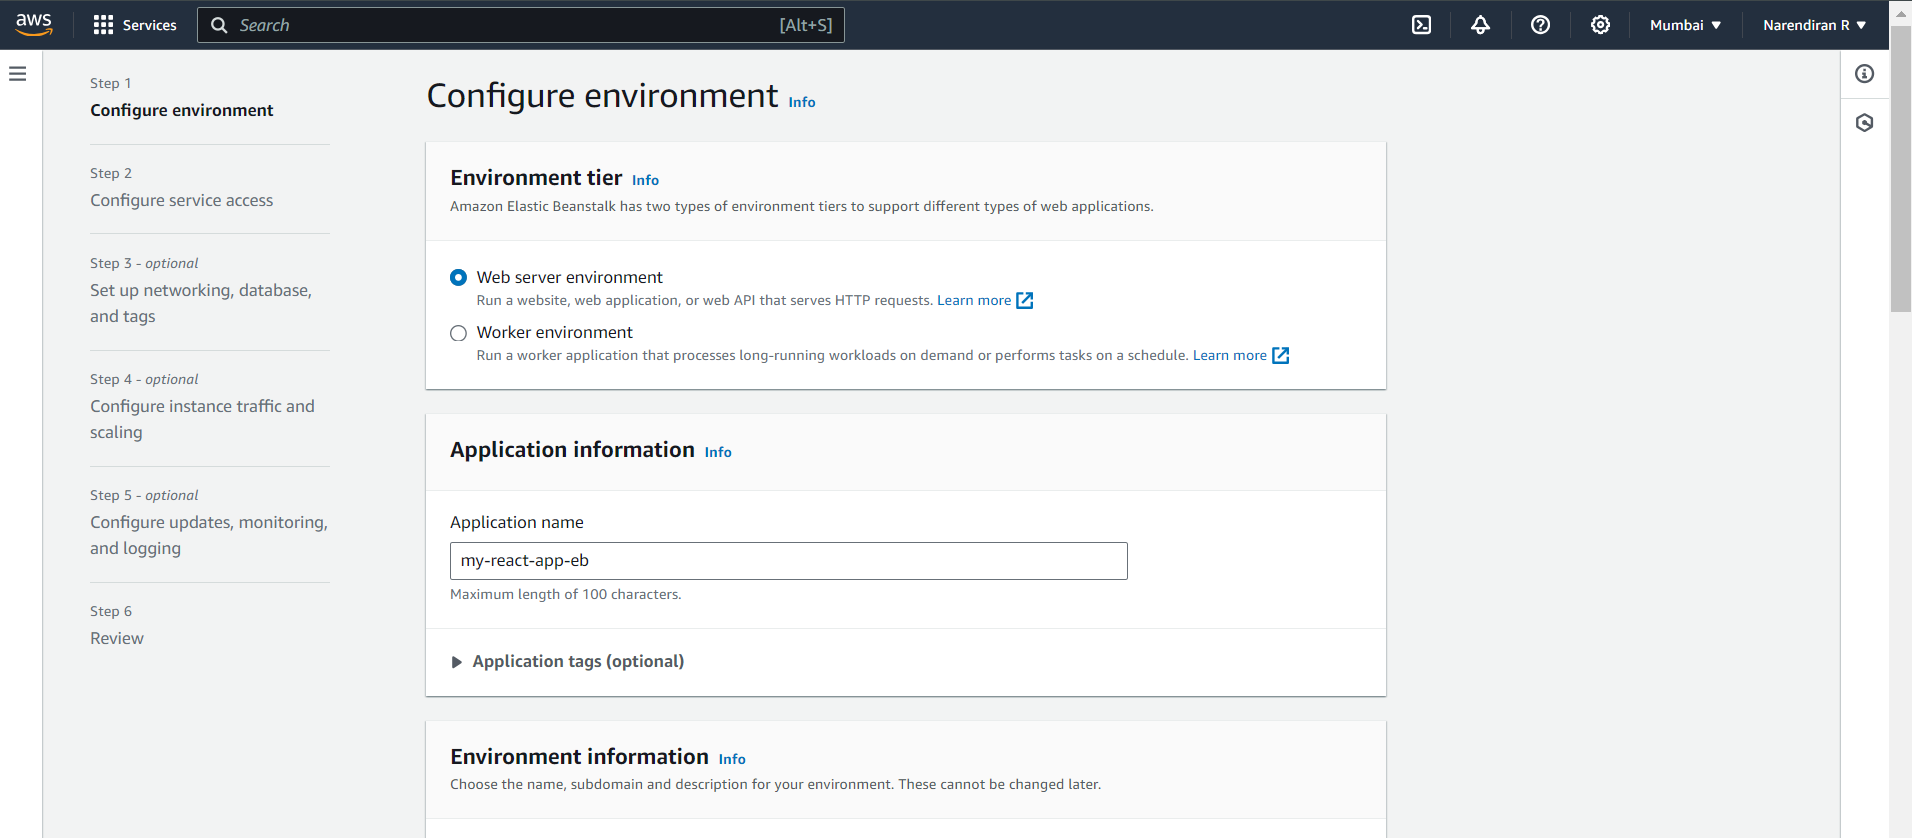 aws
Services
Search
[Alt+S]
Mumbai
Narendiran R
Step 1
Configure environment
Step 2
Configure service access
Step 3 - optional
Set up networking, database,
and tags
Step 4 - optional
Configure instance traffic and
scaling
Step 5 - optional
Configure updates, monitoring,
and logging
Step 6
Review
Configure environment Info
Environment tier Info
Amazon Elastic Beanstalk has two types of environment tiers to support different types of web applications.
Web server environment
Run a website, web application, or web API that serves HTTP requests. Learn more
Worker environment
Run a worker application that processes long-running workloads on demand or performs tasks on a schedule. Learn more
Application information Info
Application name
my-react-app-eb
Maximum length of 100 characters.
Application tags (optional)
Environment information Info
Choose the name, subdomain and description for your environment. These cannot be changed later.